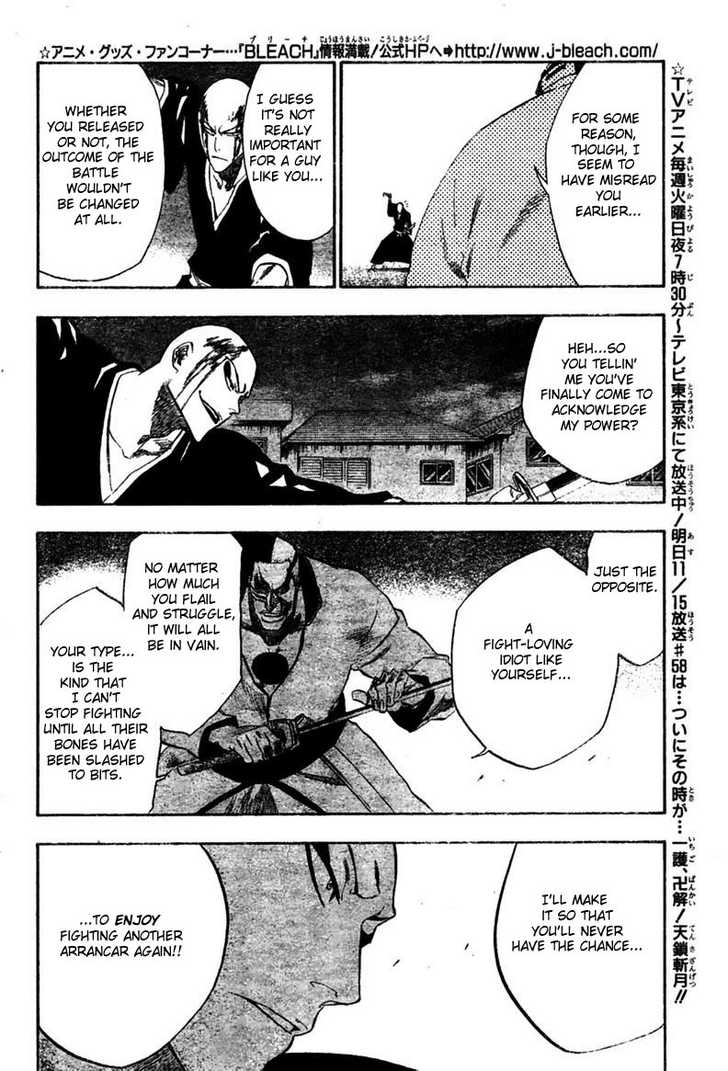 ☆アニメ・グッズ・ファンコーナー…『BLEACH』情報満載!公式HPへ➡http://www.j-bleach.com/
☆TVアニメ毎週火曜日夜7時30分～テレビ東京系にて放送中!明日11/15放送#58は…ついにその時が…一護、卍解!天鎖斬月!!
FOR SOME
REASON,
THOUGH, I
SEEM TO
HAVE MISREAD
YOU
EARLIER...
I GUESS
IT'S NOT
REALLY
IMPORTANT
FOR A GUY
LIKE YOU...
WHETHER
YOU RELEASED
OR NOT, THE
OUTCOME OF
THE BATTLE
WOULDN'T
BE CHANGED
AT ALL.
HEH...SO
YOU TELLIN'
ME YOU'VE
FINALLY COME TO
ACKNOWLEDGE
MY POWER?
JUST THE
OPPOSITE.
A
FIGHT-LOVING
IDIOT LIKE
YOURSELF...
NO MATTER
HOW MUCH
YOU FLAIL
AND STRUGGLE,
IT WILL ALL
BE IN VAIN.
YOUR TYPE...
IS THE
KIND THAT
I CAN'T
STOP FIGHTING
UNTIL ALL THEIR
BONES HAVE
BEEN SLASHED
TO BITS.
I'LL MAKE
IT SO THAT
YOU'LL NEVER
HAVE THE CHANCE...
...TO ENJOY
FIGHTING ANOTHER
ARRANCAR AGAIN!!